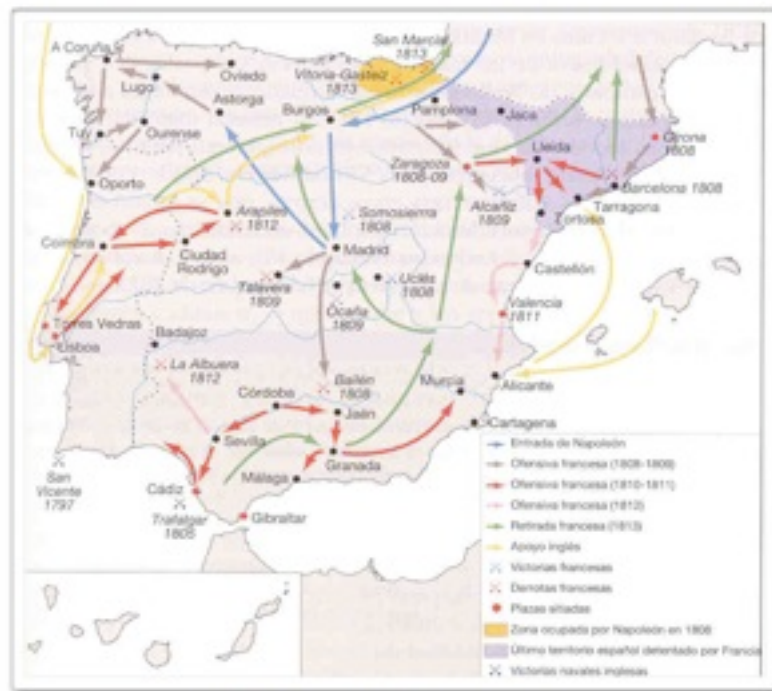 San Marcial
1813
A Coruña
Oviedo
Vitoria-Gasteiz
1813
Lugo
Astorga
Burgos
Pamplona
Jaca
Tuy
Ourense
Girona
1808
Lleida
Zaragoza
1808-09
Oporto
Barcelona 1808
Arapiles
1812
Somosierra
1808
Alcañiz
1809
Tarragona
Tortosa
Coimbra
Ciudad
Rodrigo
Madrid
Castellón
Talavera
1809
Uclés
1808
Ocaña
1809
Valencia
1811
Torres Vedras
Lisboa
Badajoz
La Albuera
1812
Bailén
1808
Murcia
Alicante
Córdoba
Jaén
Cartagena
Sevilla
Granada
San
Vicente
1797
Cádiz
Málaga
Trafalgar
1805
Gibraltar
Entrada de Napoleón
Ofensiva francesa (1808-1809)
Ofensiva francesa (1810-1811)
Ofensiva francesa (1812)
Retirada francesa (1813)
Apoyo inglés
Victorias francesas
Derrotas francesas
Plazas sitiadas
Zona ocupada por Napoleón en 1808
Último territorio español detentado por Francia
Victorias navales inglesas